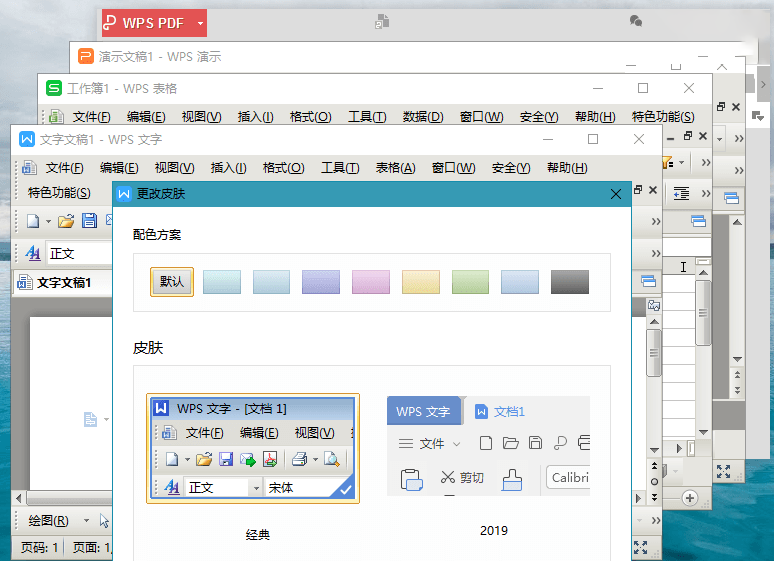 WPS PDF
演示文稿1 - WPS 演示
工作簿1 - WPS 表格
文件(F) 编辑(E) 视图(V) 插入(I) 格式(O) 工具(T) 数据(D) 窗口(W) 安全(Y) 帮助(H) 特色功能(S)
文字文稿1 - WPS 文字
文件(F) 编辑(E) 视图(V) 插入(I) 格式(O) 工具(T) 表格(A) 窗口(W) 安全(Y) 帮助(H)
特色功能(S)
更改皮肤
配色方案
正文
默认
文字文稿1
皮肤
WPS 文字 - [文档 1]
WPS 文字 文档1
文件(F) 编辑(E) 视图(V)
文件
剪切 Calibri
正文 宋体
经典
2019
绘图(R)
页码: 1 页面: 1